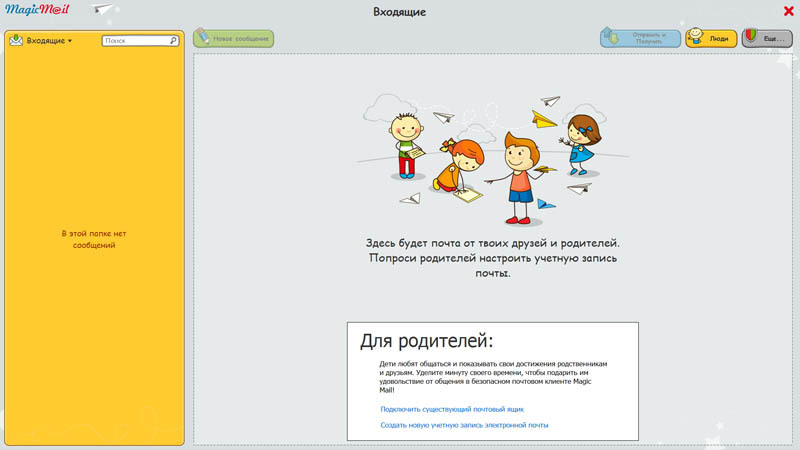 MagicM@il
Входящие
Входящие
Поиск
Новое сообщение
Отправить и
Получить
Люди
Еще...
В этой папке нет
сообщений
Здесь будет почта от твоих друзей и родителей.
Попроси родителей настроить учетную запись
почты.
Для родителей:
Дети любят общаться и показывать свои достижения родственникам
и друзьям. Уделите минуту своего времени, чтобы подарить им
удовольствие от общения в безопасном почтовом клиенте Magic
Mail!
Подключить существующий почтовый ящик
Создать новую учетную запись электронной почты